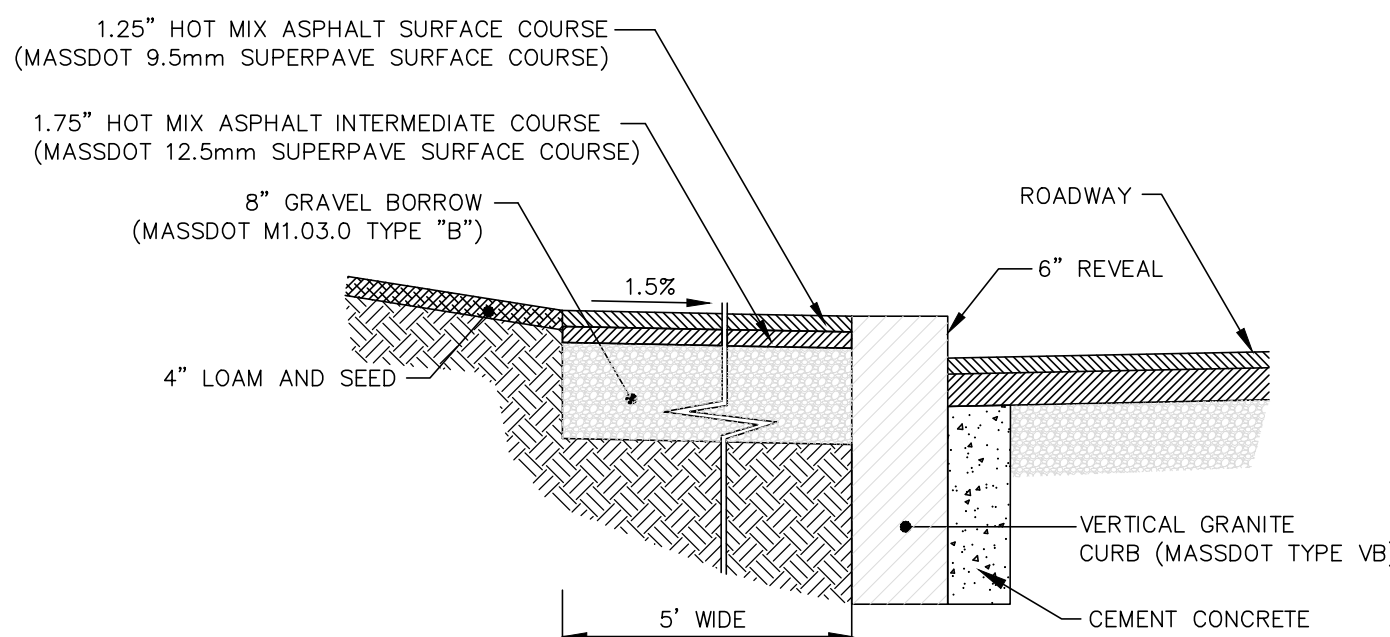 1.25” HOT MIX ASPHALT SURFACE COURSE
(MASSDOT 9.5mm SUPERPAVE SURFACE COURSE)
1.75” HOT MIX ASPHALT INTERMEDIATE COURSE
(MASSDOT 12.5mm SUPERPAVE SURFACE COURSE)
8” GRAVEL BORROW
(MASSDOT M1.03.0 TYPE "B")
ROADWAY
6” REVEAL
1.5%
4” LOAM AND SEED
VERTICAL GRANITE
CURB (MASSDOT TYPE VB)
5’ WIDE
CEMENT CONCRETE